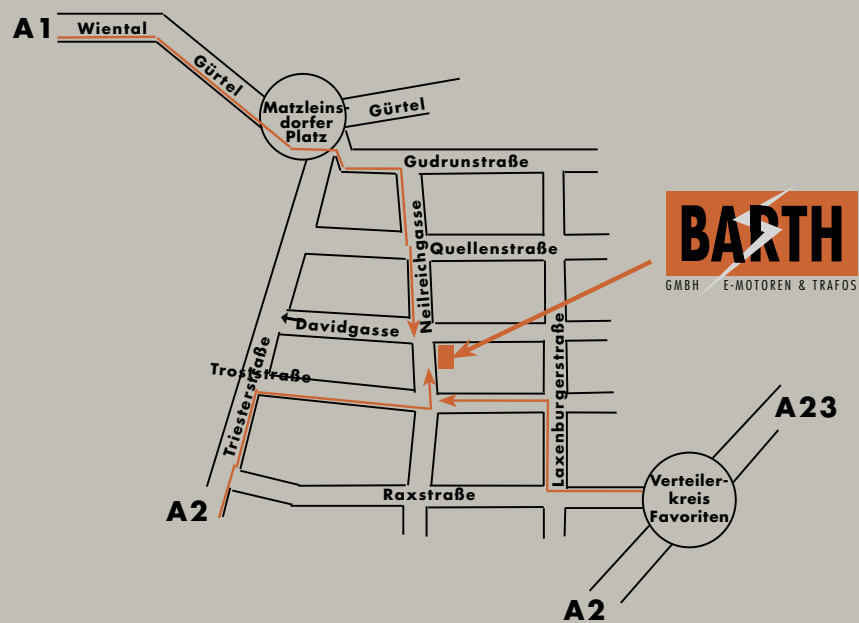 A1
Wiental
Gürtel
Matzleins-
dorfer
Platz
Gürtel
Gudrunstraße
Neilreichgasse
Quellenstraße
BARTH
GMBH E-MOTOREN & TRAFOS
Davidgasse
Troststraße
Triesterstraße
Laxenburgerstraße
A23
Verteiler-
kreis
Favoriten
Raxstraße
A2
A2